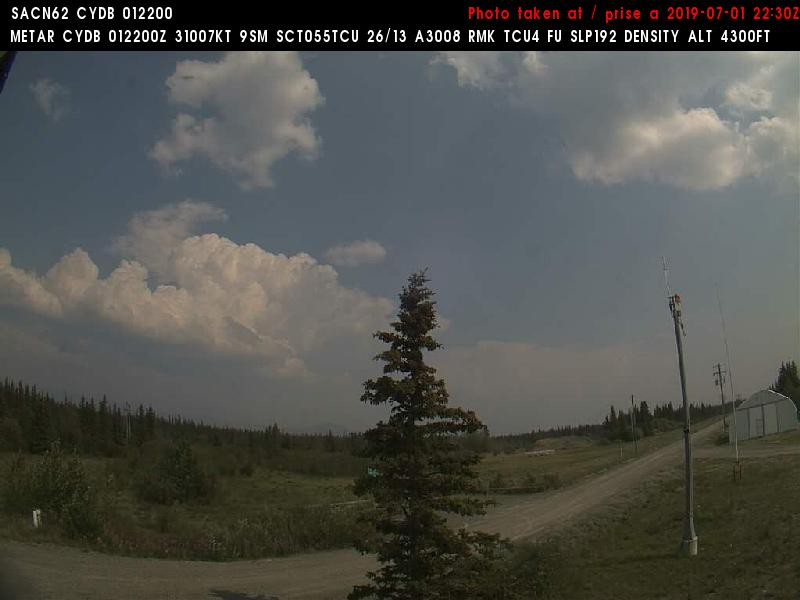 SACN62 CYDB 012200
Photo taken at / prise a 2019-07-01 22:30Z
METAR CYDB 012200Z 31007KT 9SM SCT055TCU 26/13 A3008 RMK TCU4 FU SLP192 DENSITY ALT 4300FT